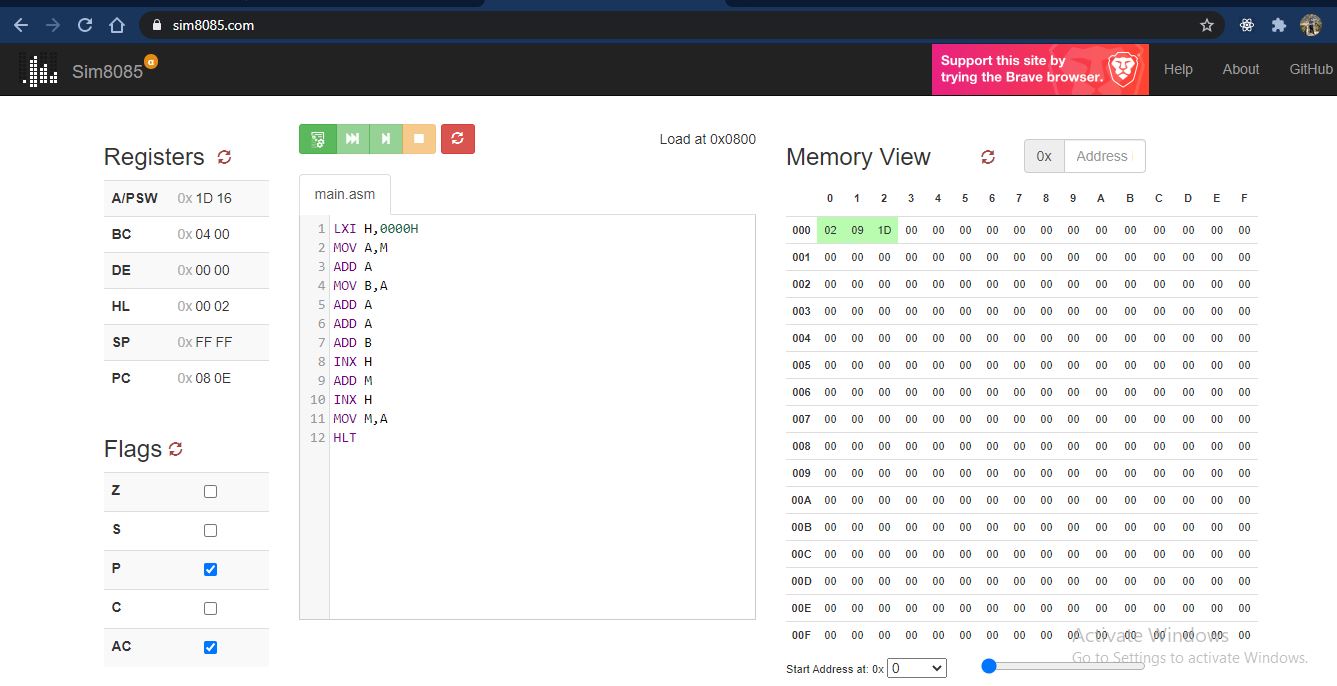 sim8085.com
Sim8085 α
Support this site by
trying the Brave browser.
Help About GitHub
Registers
A/PSW 0x 1D 16
BC 0x 04 00
DE 0x 00 00
HL 0x 00 02
SP 0x FF FF
PC 0x 08 0E
Flags
Z
S
P
C
AC
Load at 0x0800
main.asm
1 LXI H,0000H
2 MOV A,M
3 ADD A
4 MOV B,A
5 ADD A
6 ADD A
7 ADD B
8 INX H
9 ADD M
10 INX H
11 MOV M,A
12 HLT
Memory View 0x Address
0 1 2 3 4 5 6 7 8 9 A B C D E F
000 02 09 1D 00 00 00 00 00 00 00 00 00 00 00 00 00
001 00 00 00 00 00 00 00 00 00 00 00 00 00 00 00 00
002 00 00 00 00 00 00 00 00 00 00 00 00 00 00 00 00
003 00 00 00 00 00 00 00 00 00 00 00 00 00 00 00 00
004 00 00 00 00 00 00 00 00 00 00 00 00 00 00 00 00
005 00 00 00 00 00 00 00 00 00 00 00 00 00 00 00 00
006 00 00 00 00 00 00 00 00 00 00 00 00 00 00 00 00
007 00 00 00 00 00 00 00 00 00 00 00 00 00 00 00 00
008 00 00 00 00 00 00 00 00 00 00 00 00 00 00 00 00
009 00 00 00 00 00 00 00 00 00 00 00 00 00 00 00 00
00A 00 00 00 00 00 00 00 00 00 00 00 00 00 00 00 00
00B 00 00 00 00 00 00 00 00 00 00 00 00 00 00 00 00
00C 00 00 00 00 00 00 00 00 00 00 00 00 00 00 00 00
00D 00 00 00 00 00 00 00 00 00 00 00 00 00 00 00 00
00E 00 00 00 00 00 00 00 00 00 00 00 00 00 00 00 00
00F 00 00 00 00 00 00 00 00 00 00 00 00 00 00 00 00
Start Address at: 0x 0
Activate Windows
Go to Settings to activate Windows.